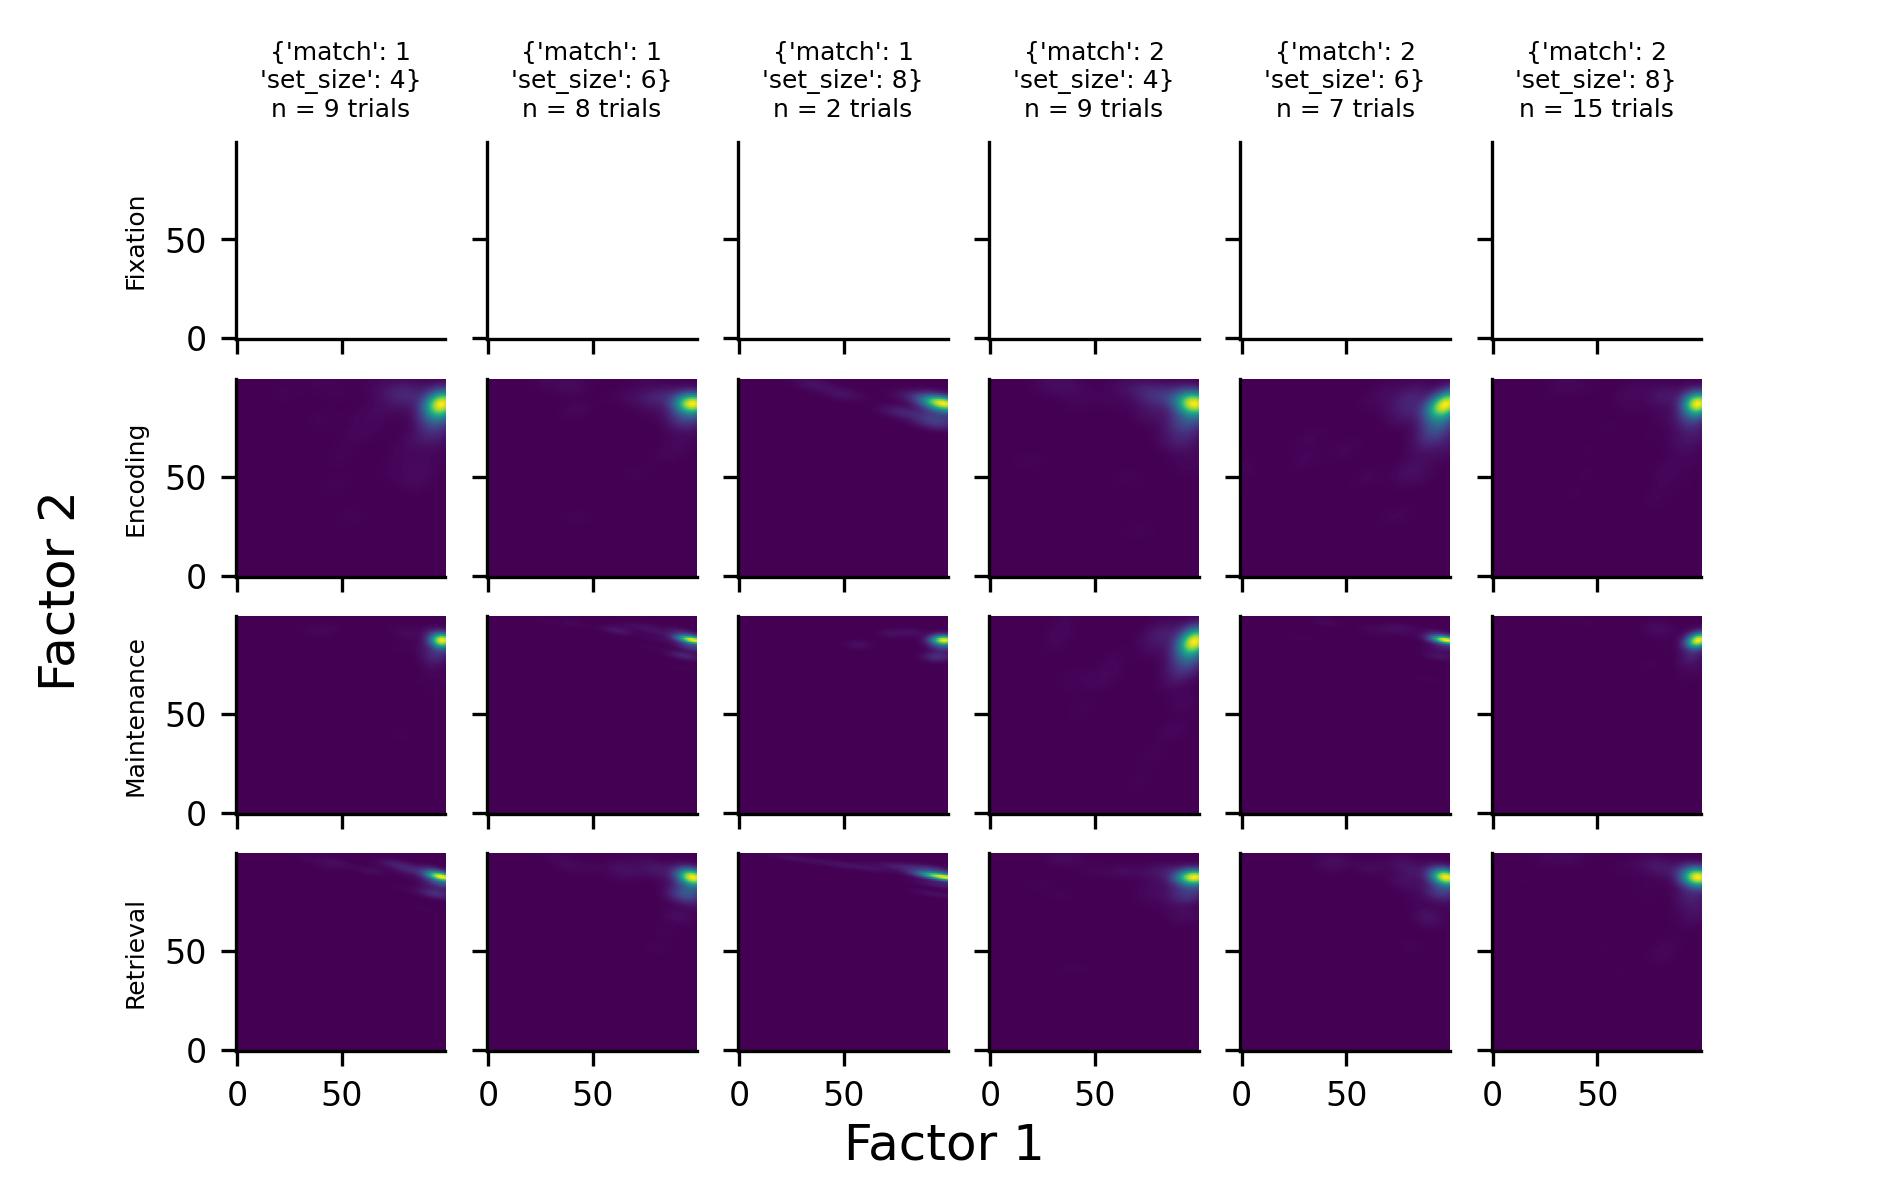 {'match': 1
'set_size': 4}
n = 9 trials
{'match': 1
'set_size': 6}
n = 8 trials
{'match': 1
'set_size': 8}
n = 2 trials
{'match': 2
'set_size': 4}
n = 9 trials
{'match': 2
'set_size': 6}
n = 7 trials
{'match': 2
'set_size': 8}
n = 15 trials
Factor 2
Fixation
50
0
Encoding
50
0
Maintenance
50
0
Retrieval
50
0
0 50 0 50 0 50 0 50 0 50 0 50
Factor 1